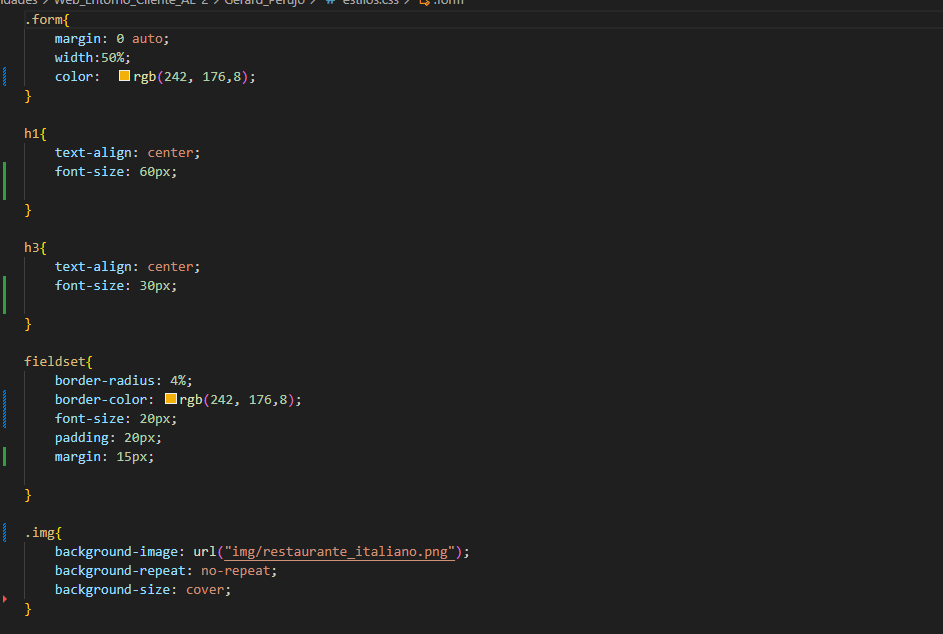 Web_Entorno_Cliente_AE-2 > Gerard_Perujo > # estilos.css > .form
.form{
margin: 0 auto;
width:50%;
color: rgb(242, 176,8);
}
h1{
text-align: center;
font-size: 60px;
}
h3{
text-align: center;
font-size: 30px;
}
fieldset{
border-radius: 4%;
border-color: rgb(242, 176,8);
font-size: 20px;
padding: 20px;
margin: 15px;
}
.img{
background-image: url("img/restaurante_italiano.png");
background-repeat: no-repeat;
background-size: cover;
}